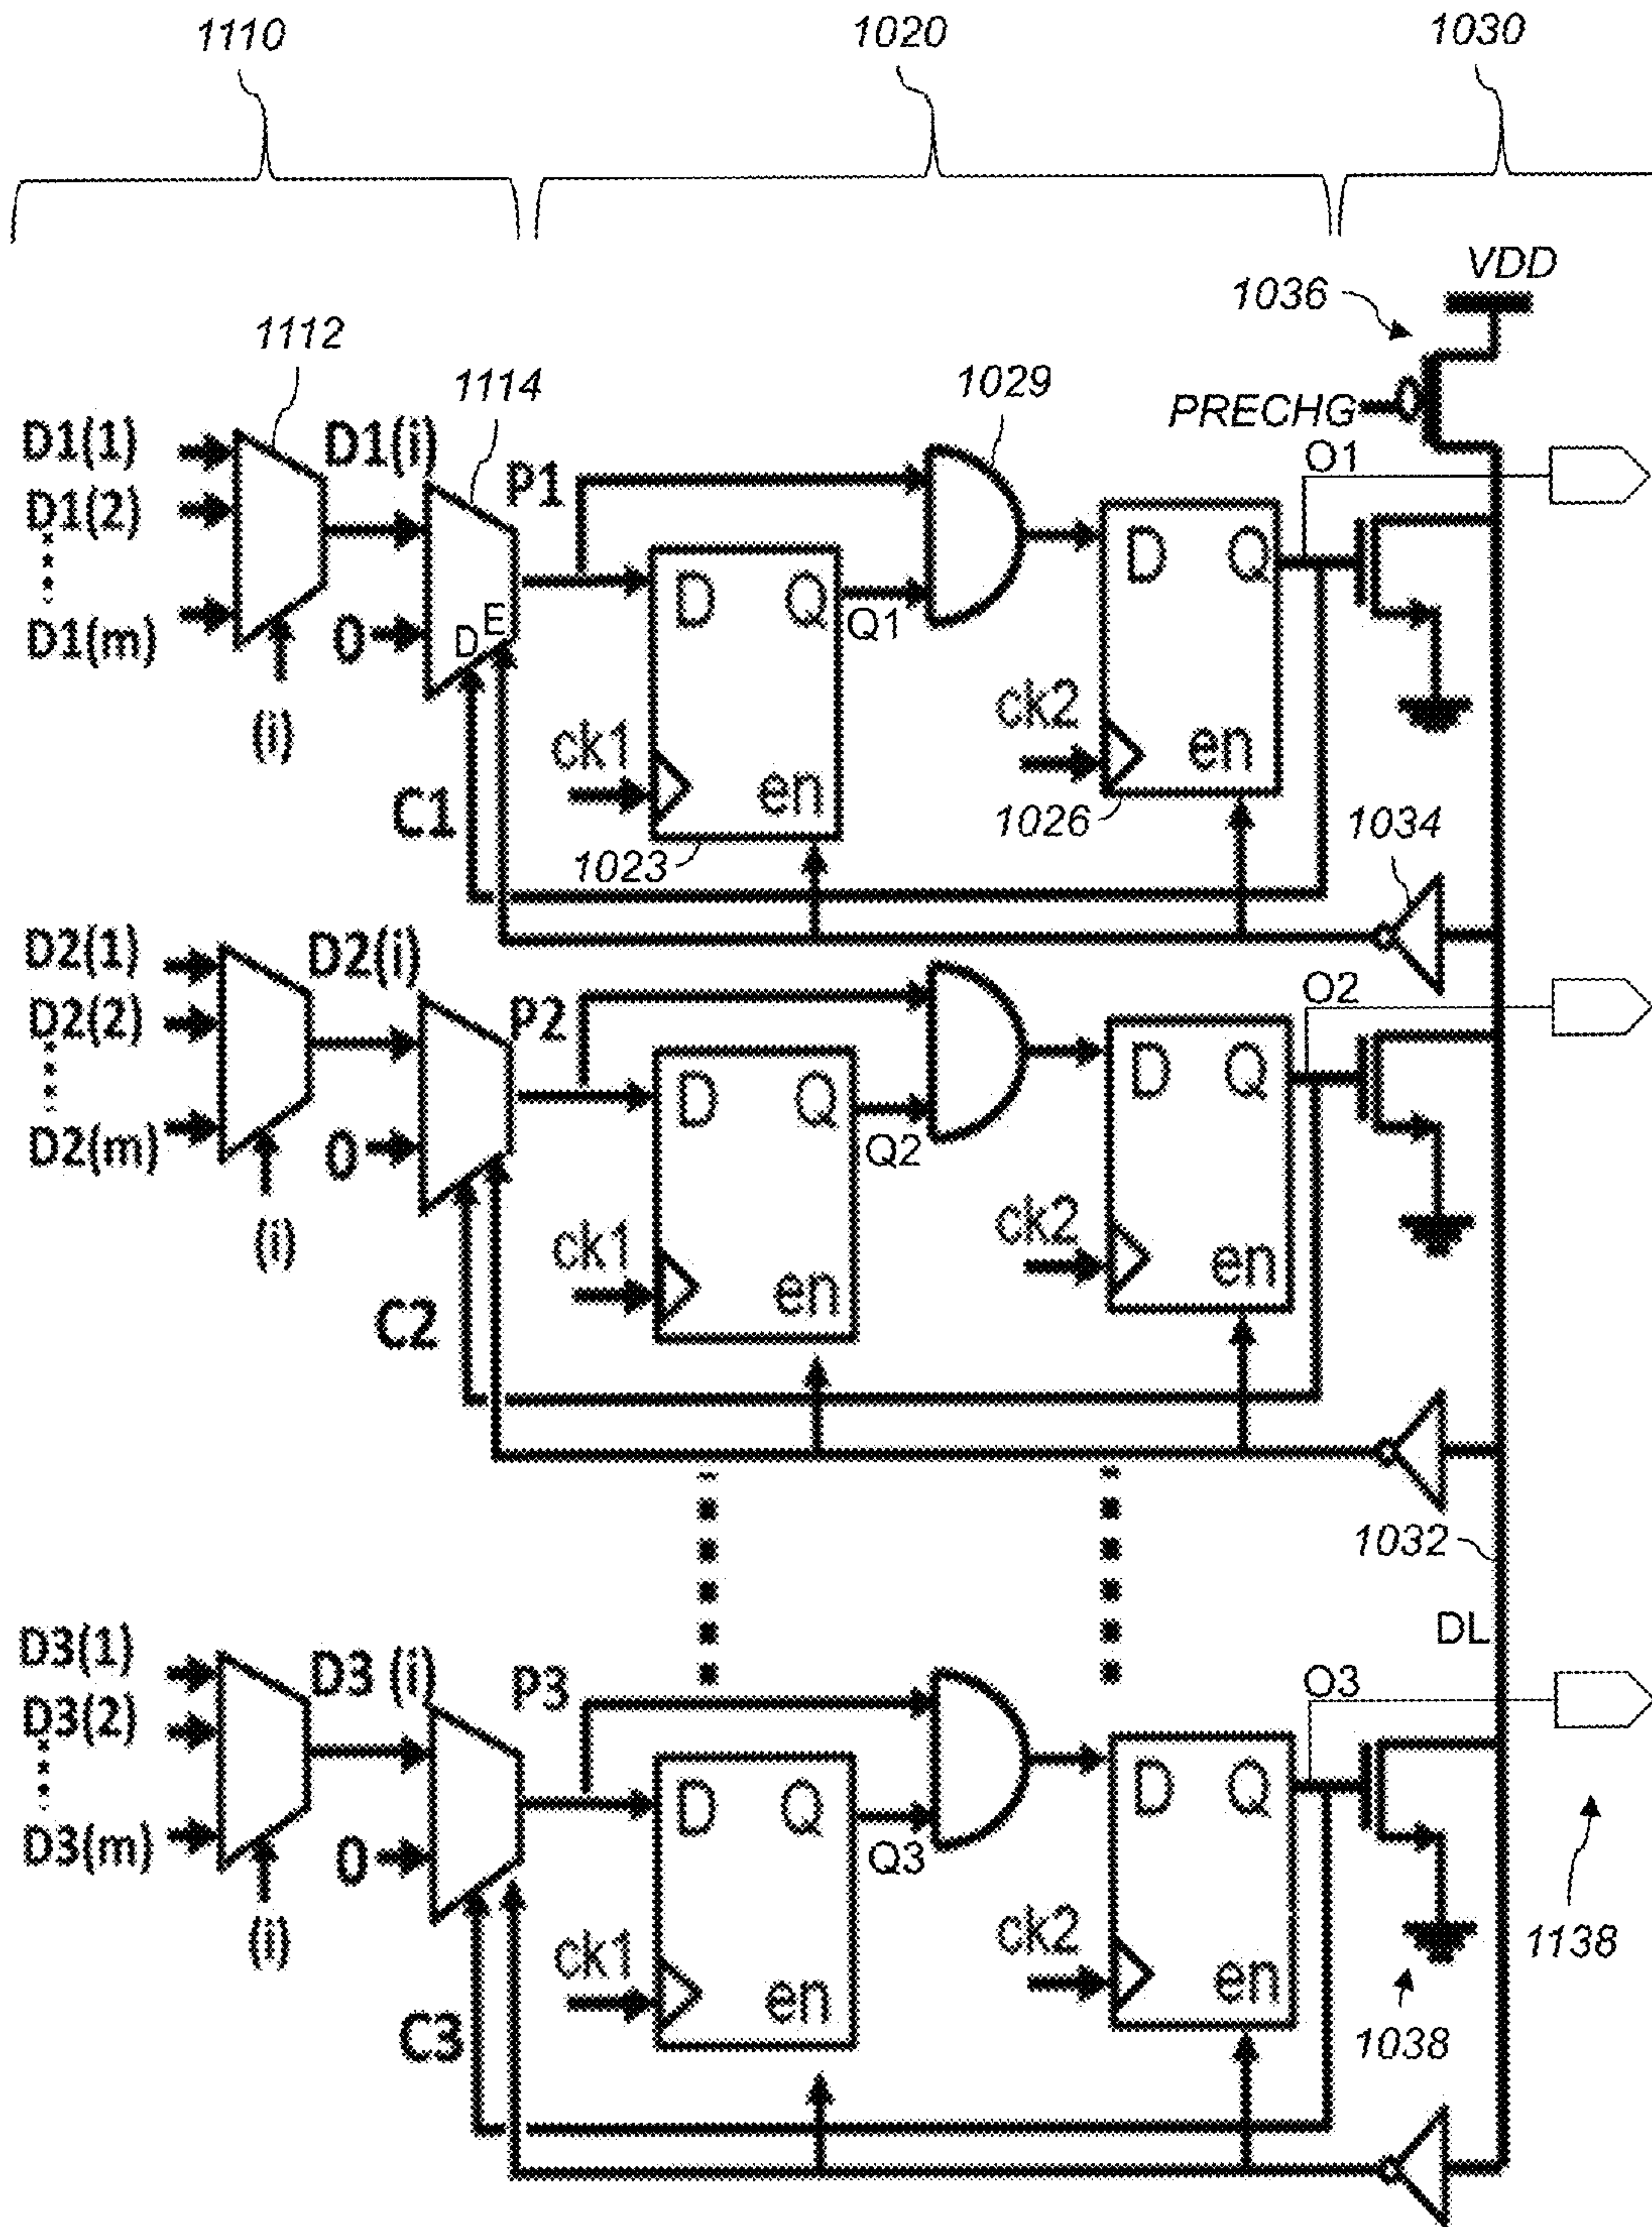 1110
1020
1030
VDD
1036
1112
1114
1029
PRECHG
D1(1)
D1(i)
P1
O1
D1(2)
D Q
D Q
D1(m)
0
D E
Q1
(i)
ck1
en
ck2
en
C1
1023
1026
1034
D2(1)
D2(i)
P2
O2
D2(2)
D Q
D Q
D2(m)
0
Q2
(i)
ck1
en
ck2
en
C2
1032
DL
D3(1)
D3 (i)
P3
O3
D3(2)
D Q
D Q
D3(m)
0
Q3
(i)
ck1
en
ck2
en
1138
C3
1038